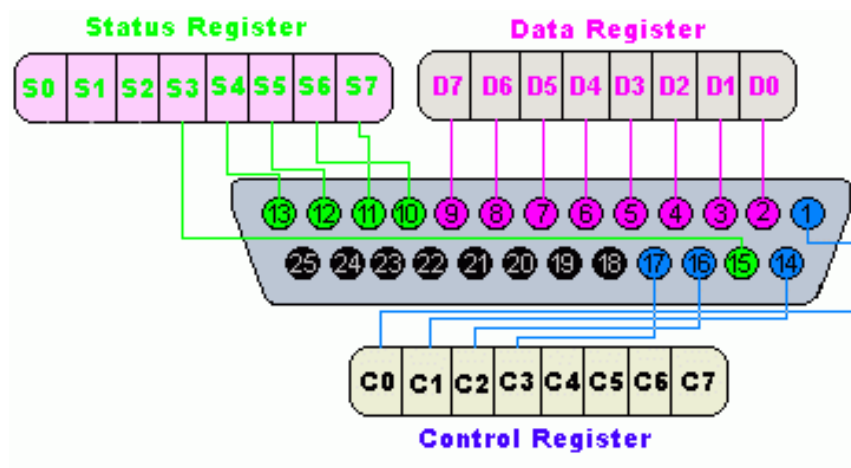 Status Register Data Register
S0 S1 S2 S3 S4 S5 S6 S7 D7 D6 D5 D4 D3 D2 D1 D0
13 12 11 10 9 8 7 6 5 4 3 2 1
25 24 23 22 21 20 19 18 17 16 15 14
C0 C1 C2 C3 C4 C5 C6 C7
Control Register